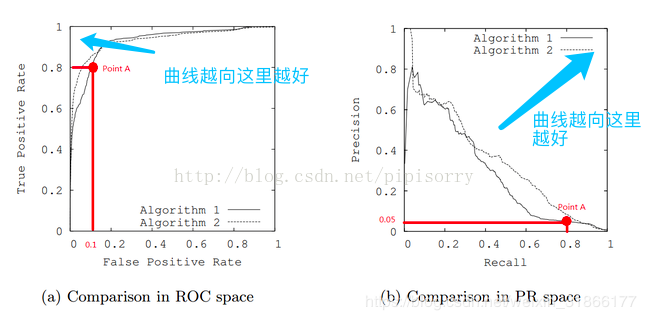 True Positive Rate
1
0.8
0.6
0.4
0.2
0
Point A
曲线越向这里越好
Algorithm 1
Algorithm 2
0
0.1
0.2
0.4
0.6
0.8
1
False Positive Rate
(a) Comparison in ROC space
Precision
1
0.8
0.6
0.4
0.2
0.05
0
Algorithm 1
Algorithm 2
曲线越向这里
越好
Point A
0
0.2
0.4
0.6
0.8
1
Recall
(b) Comparison in PR space
http://blog.csdn.net/pipisorry